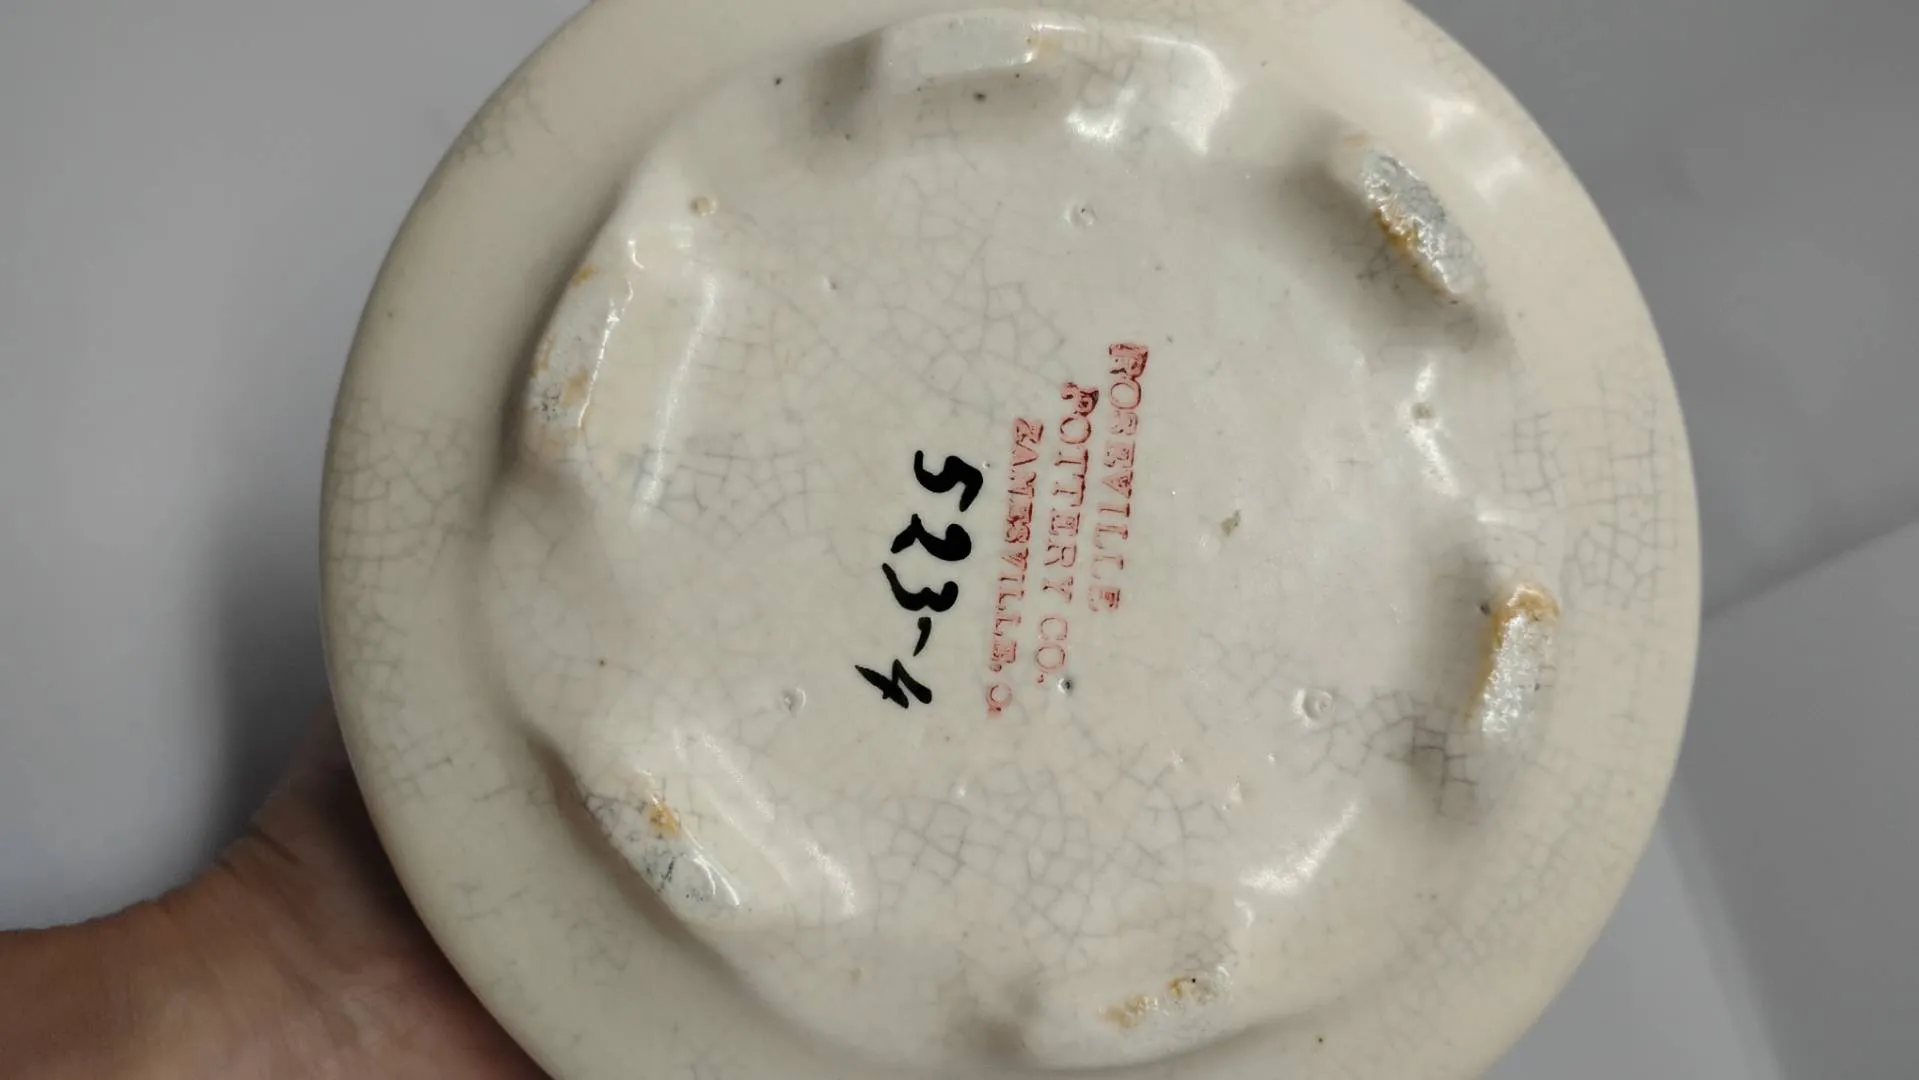 ROSEVILLE
POTTERY CO.
ZANESVILLE, O.
523-4